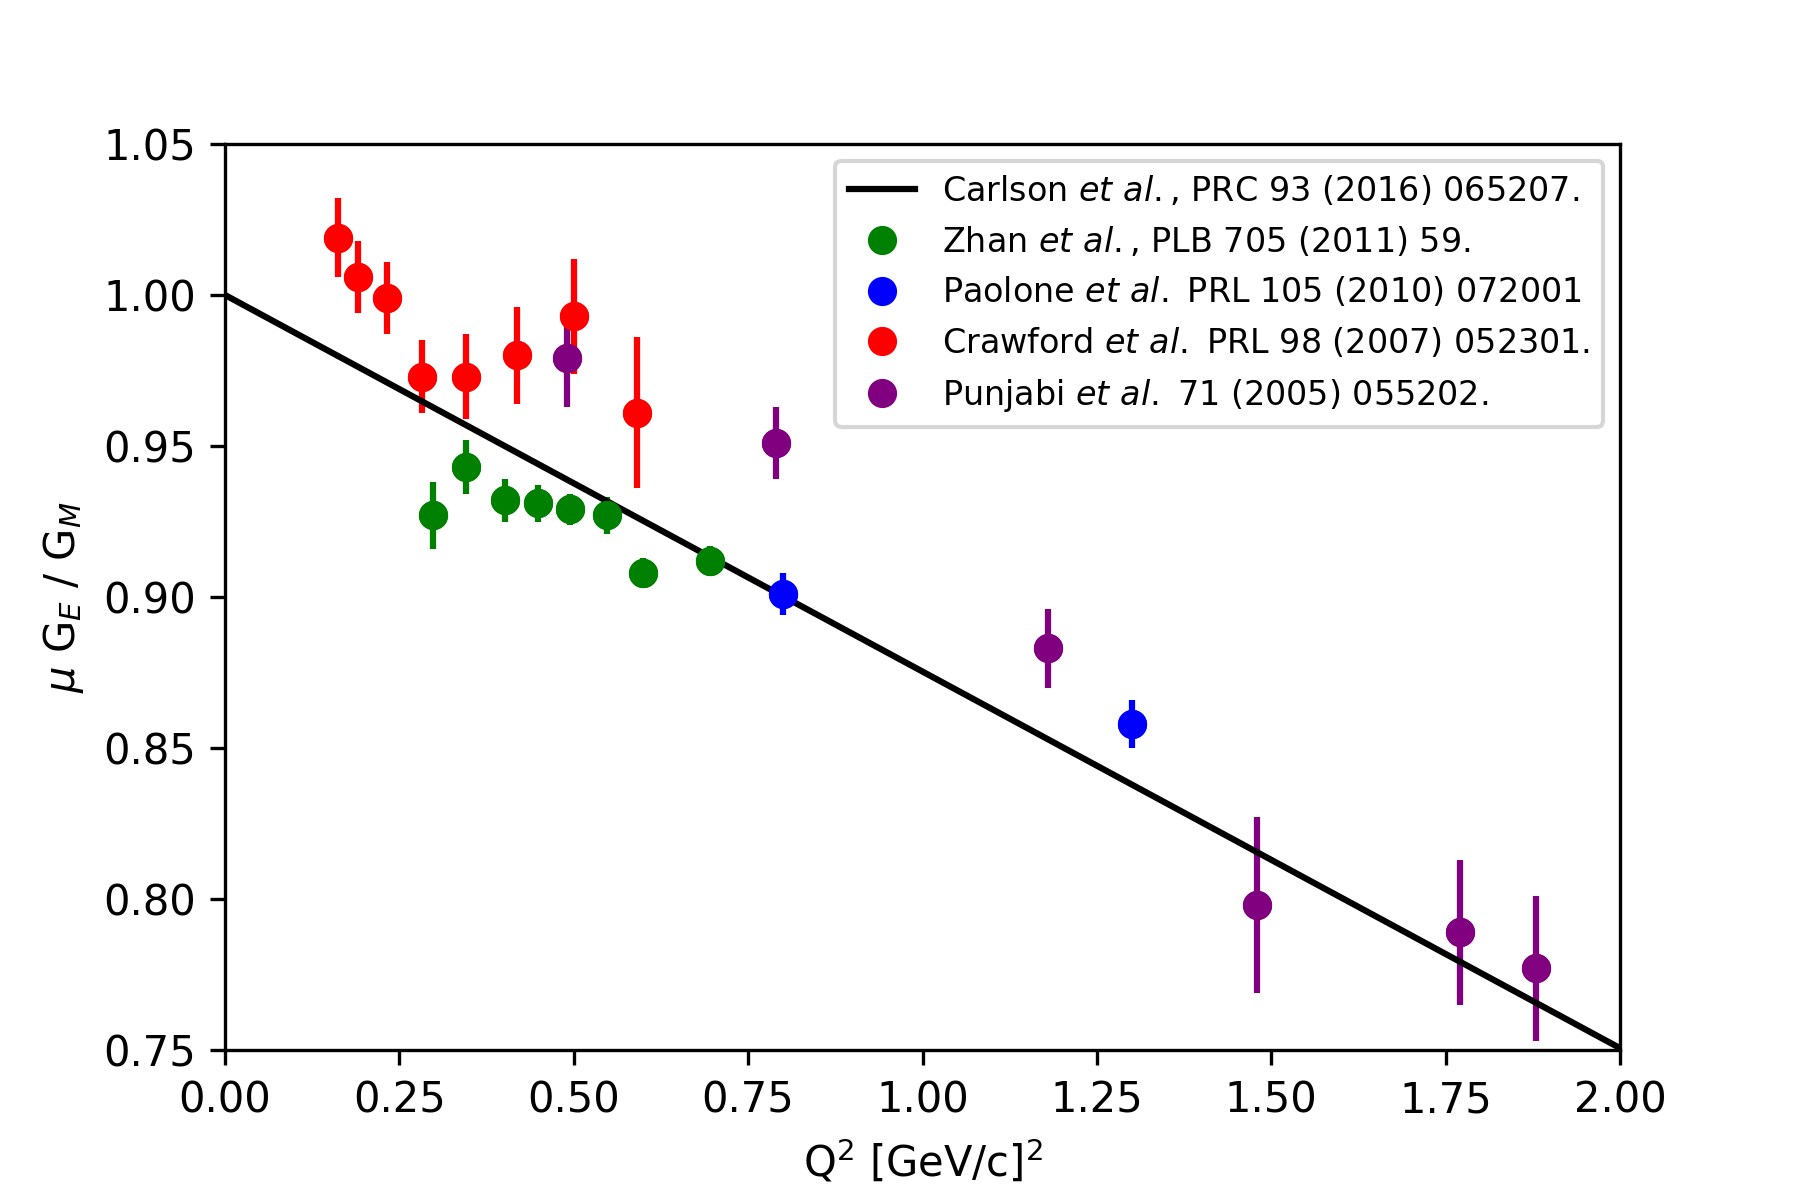 1.05
1.00
0.95
0.90
0.85
0.80
0.75
μ G_E / G_M
Carlson et al., PRC 93 (2016) 065207.
Zhan et al., PLB 705 (2011) 59.
Paolone et al. PRL 105 (2010) 072001
Crawford et al. PRL 98 (2007) 052301.
Punjabi et al. 71 (2005) 055202.
0.00 0.25 0.50 0.75 1.00 1.25 1.50 1.75 2.00
Q² [GeV/c]²